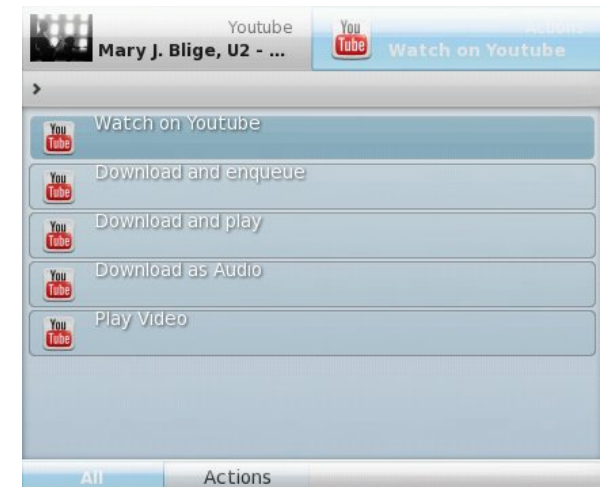 Youtube
Mary J. Blige, U2 - ...
You
Tube
Actions
Watch on Youtube
>
You
Tube
Watch on Youtube
You
Tube
Download and enqueue
You
Tube
Download and play
You
Tube
Download as Audio
You
Tube
Play Video
All
Actions